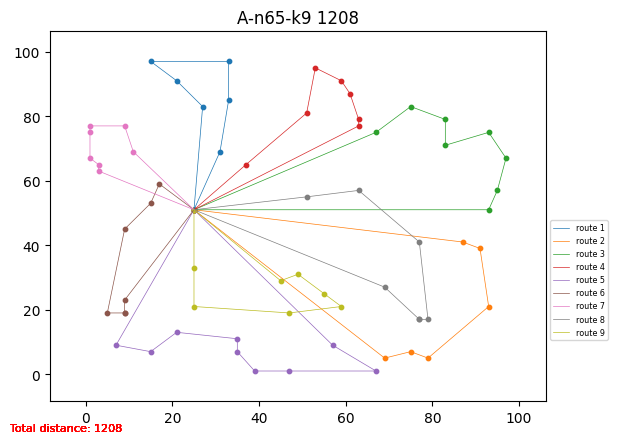 A-n65-k9 1208
100
80
60
40
20
0
0 20 40 60 80 100
route 1
route 2
route 3
route 4
route 5
route 6
route 7
route 8
route 9
Total distance: 1208